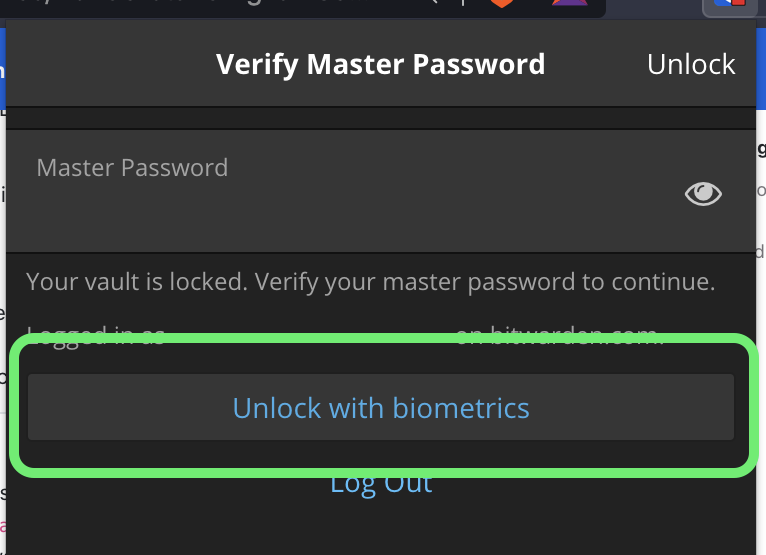 Verify Master Password
Unlock
Master Password
Your vault is locked. Verify your master password to continue.
Logged in as on bitwarden.com.
Unlock with biometrics
Log Out